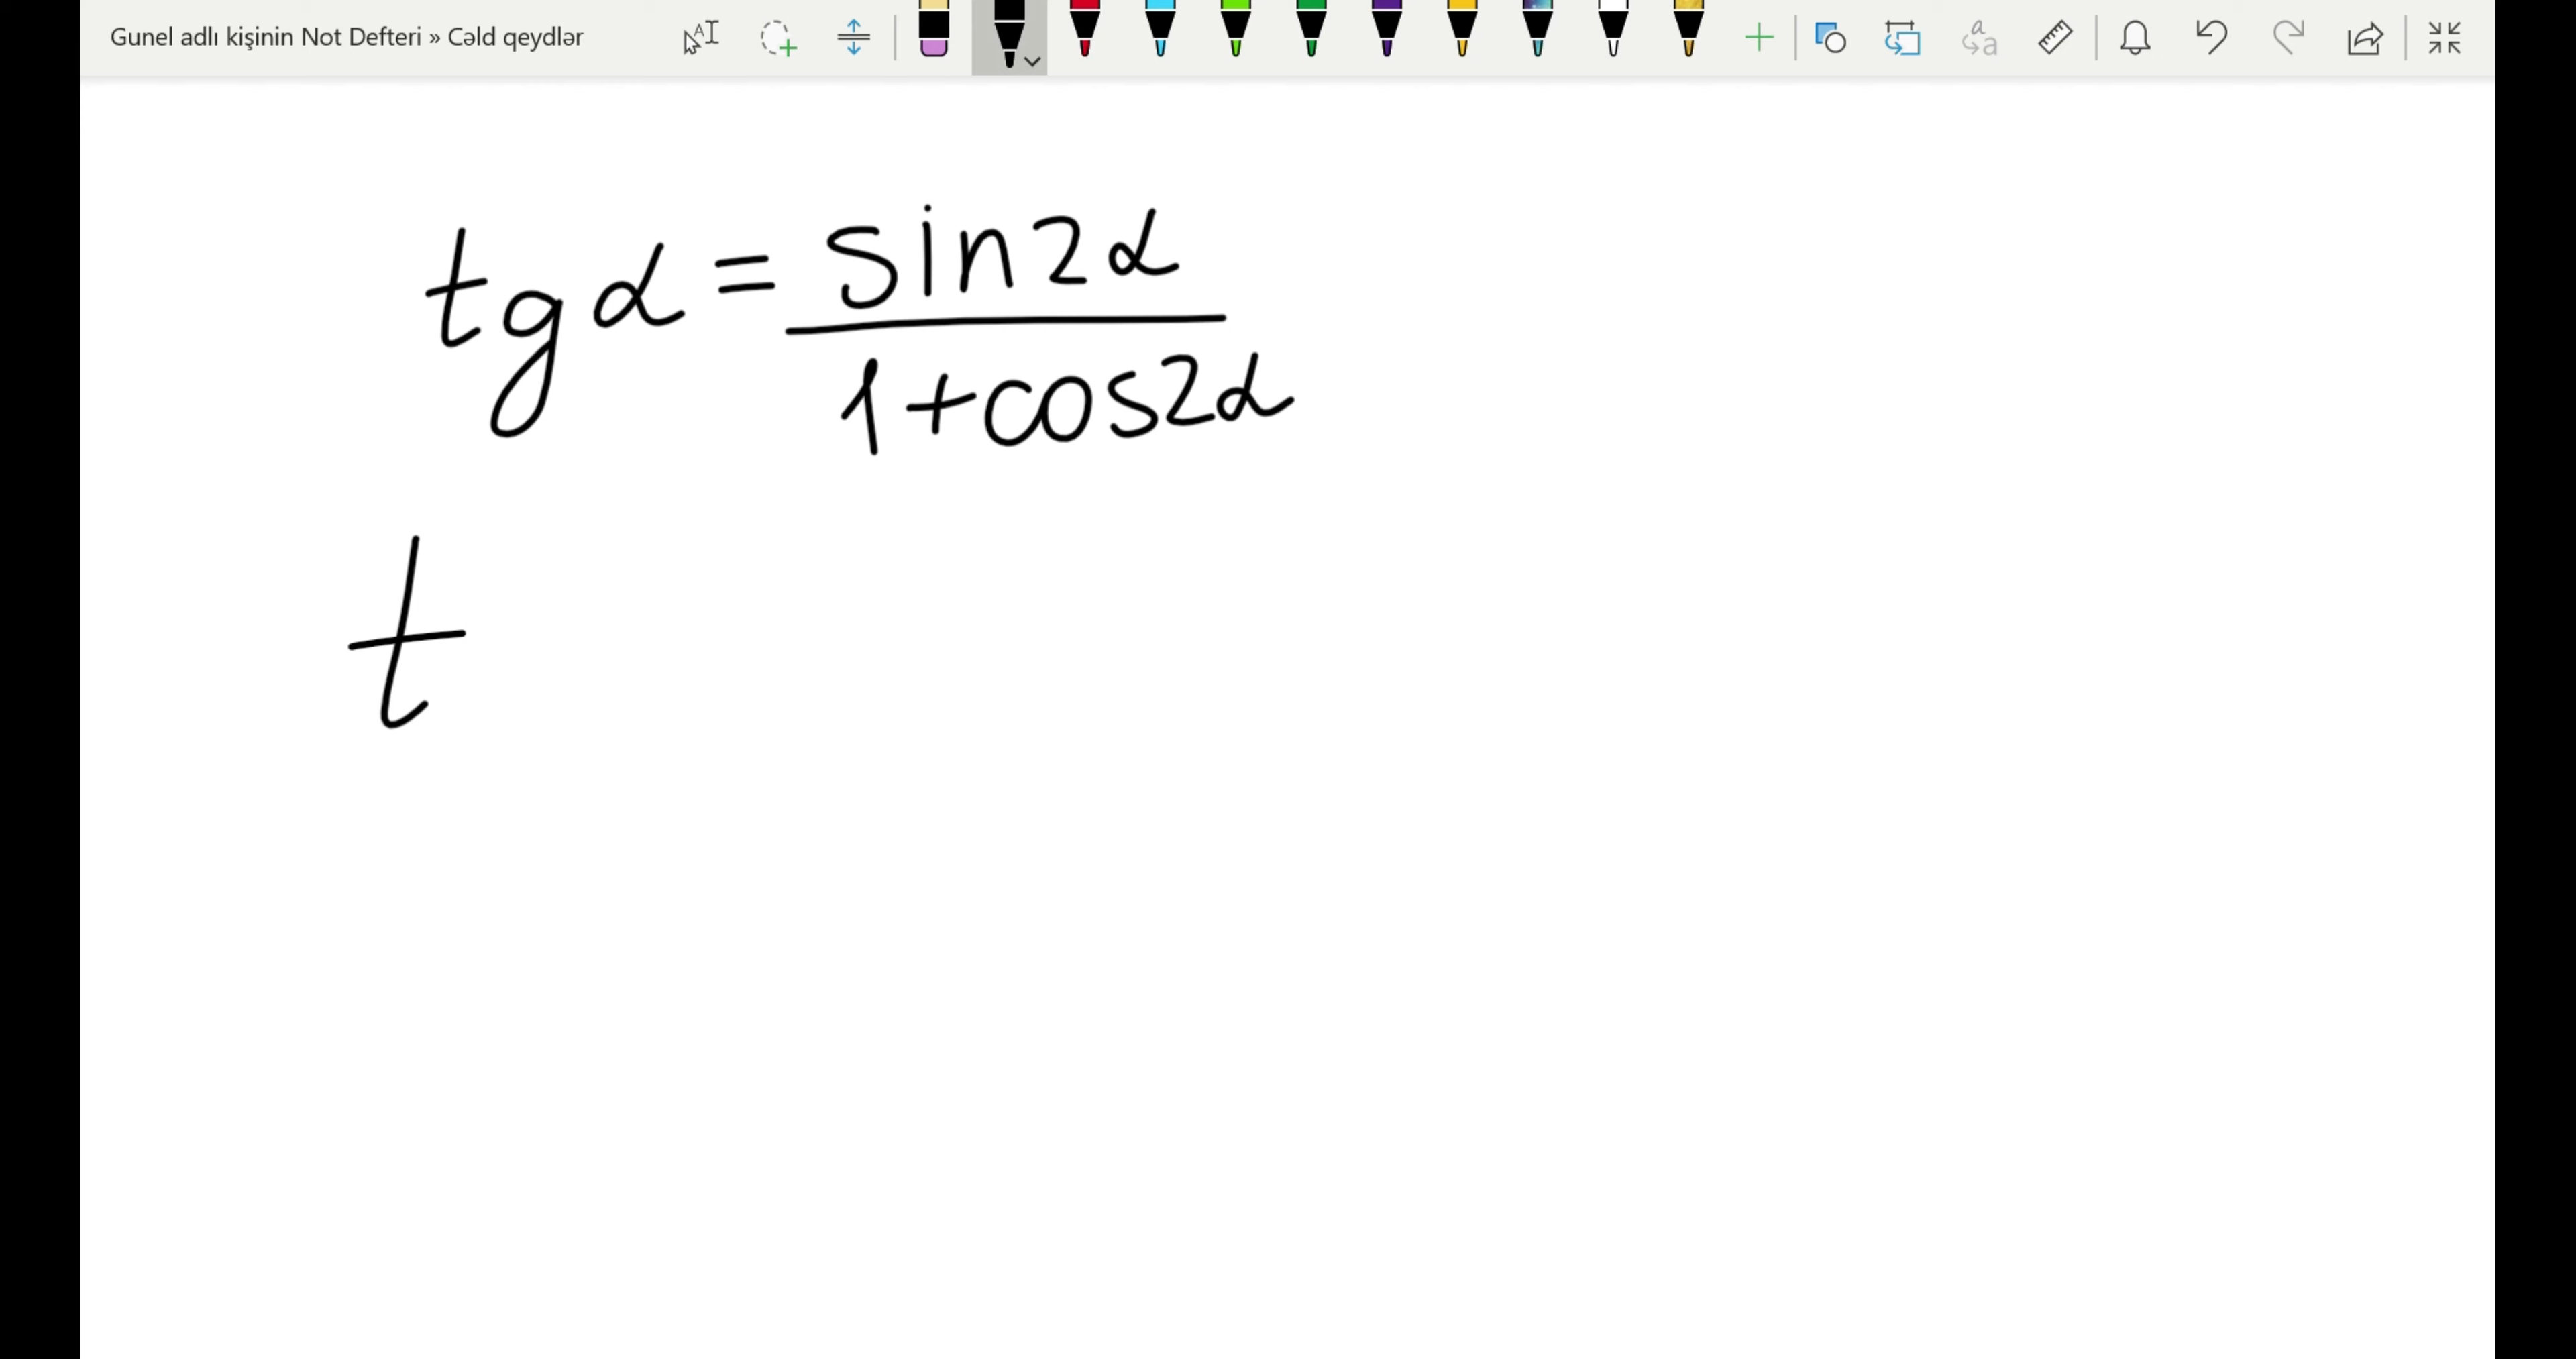 Gunel adlı kişinin Not Defteri » Cəld qeydlər
tgα = sin2α / 1+cos2α
t